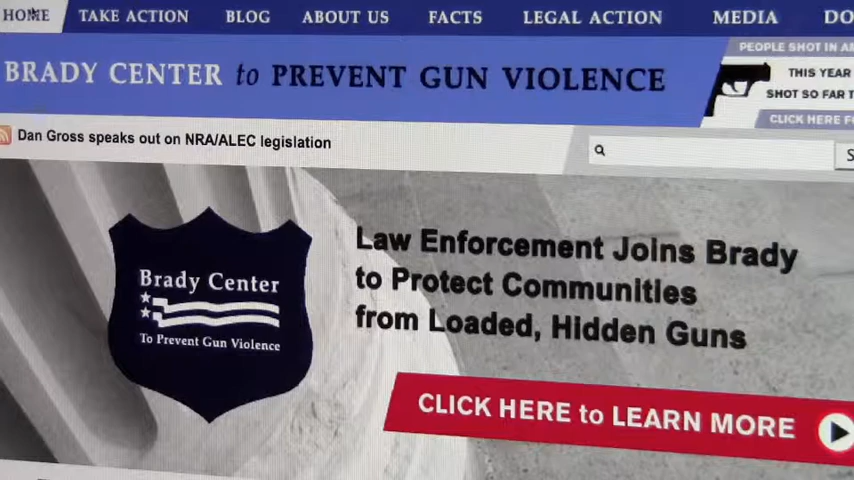 HOME TAKE ACTION BLOG ABOUT US FACTS LEGAL ACTION MEDIA
PEOPLE SHOT IN
BRADY CENTER to PREVENT GUN VIOLENCE
THIS YEAR
SHOT SO FAR
CLICK HERE
Dan Gross speaks out on NRA/ALEC legislation
Law Enforcement Joins Brady
to Protect Communities
from Loaded, Hidden Guns
Brady Center
To Prevent Gun Violence
CLICK HERE to LEARN MORE